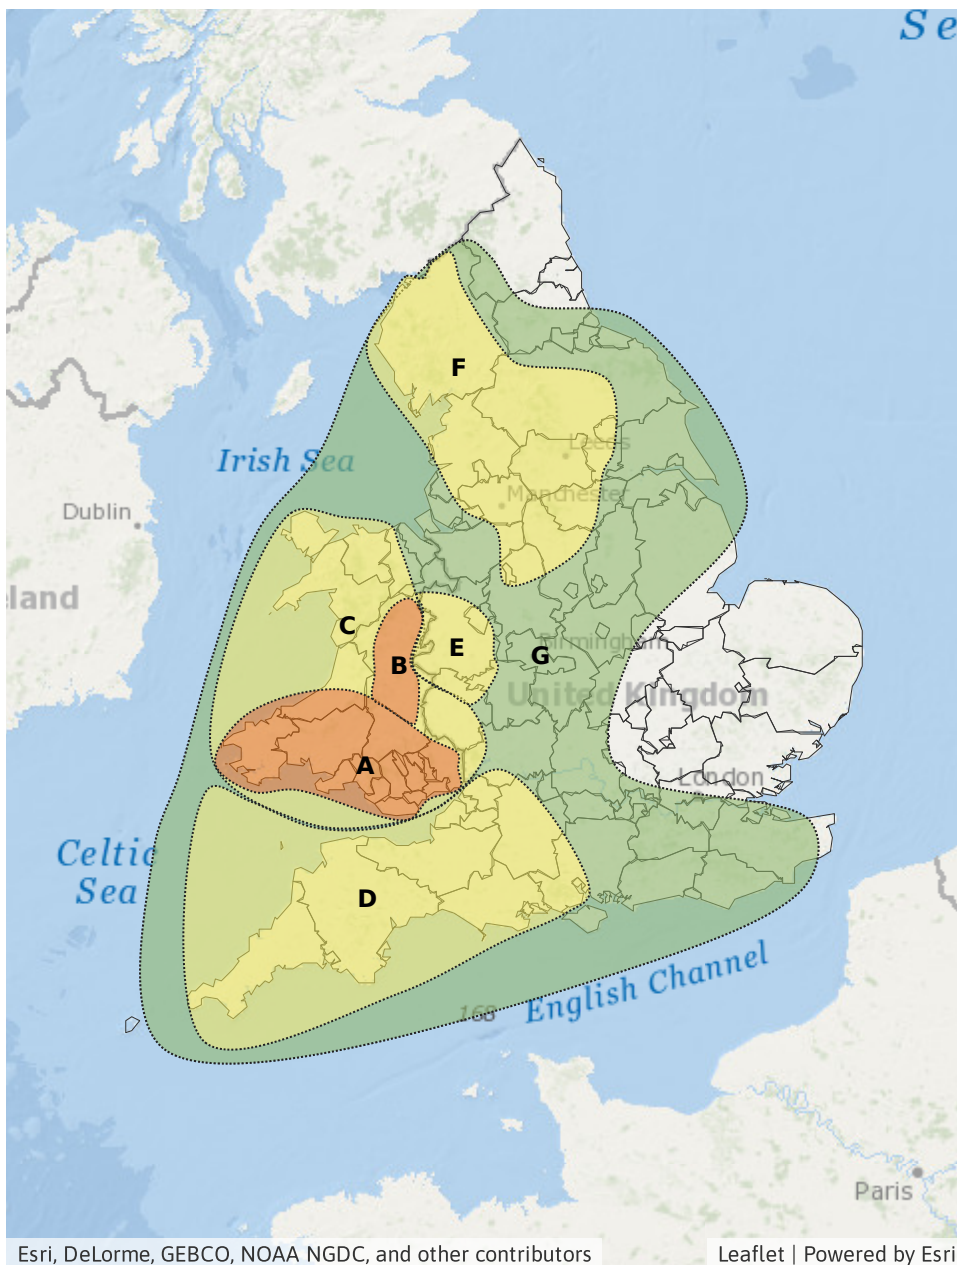 Se
F
Leeds
Irish Sea
Manchester
Dublin
land
C
E
Birmingham
B
G
United Kingdom
A
London
Celtic
Sea
D
English Channel
168
Paris
Esri, DeLorme, GEBCO, NOAA NGDC, and other contributors
Leaflet | Powered by Esri